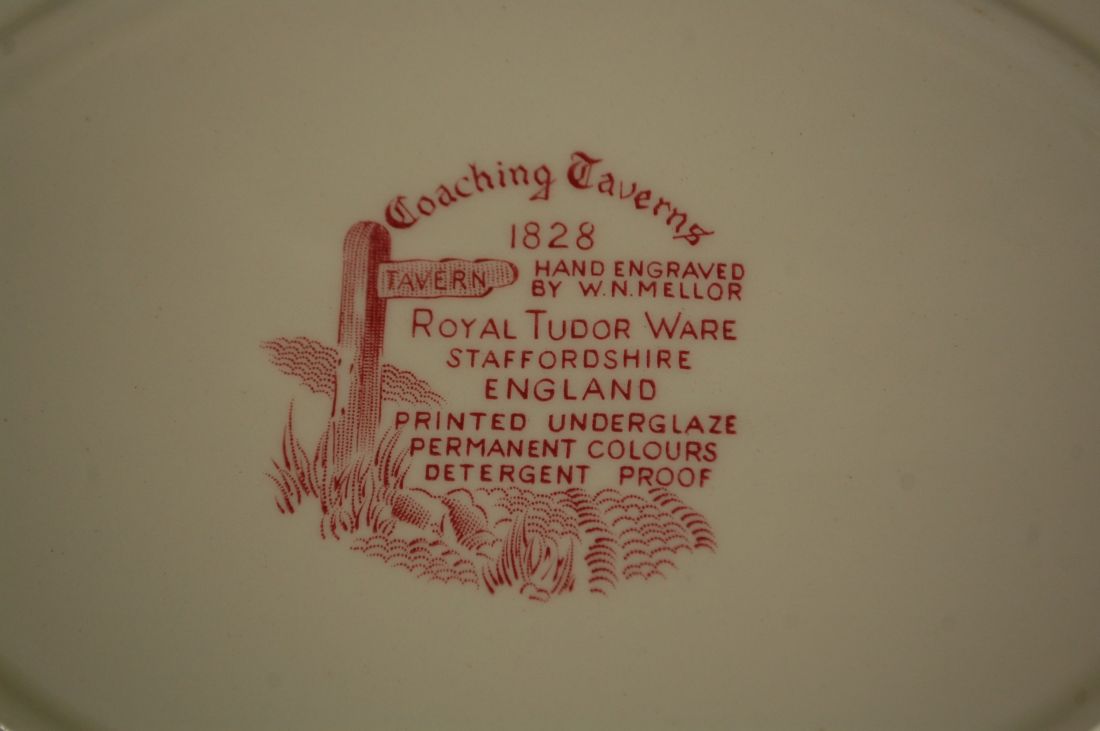 Coaching Taverns
1828
TAVERN
HAND ENGRAVED
BY W.N. MELLOR
ROYAL TUDOR WARE
STAFFORDSHIRE
ENGLAND
PRINTED UNDERGLAZE
PERMANENT COLOURS
DETERGENT PROOF